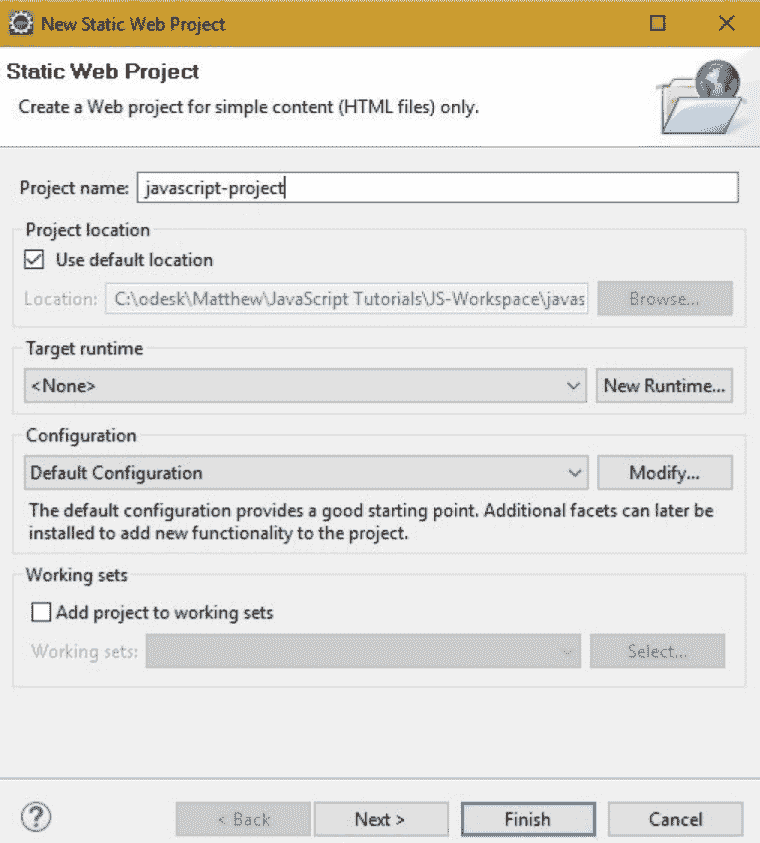 New Static Web Project
Static Web Project
Create a Web project for simple content (HTML files) only.
Project name: javascript-project
Project location
Use default location
Location: C:\odesk\Matthew\JavaScript Tutorials\JS-Workspace\javas Browse...
Target runtime
<None> New Runtime...
Configuration
Default Configuration Modify...
The default configuration provides a good starting point. Additional facets can later be
installed to add new functionality to the project.
Working sets
Add project to working sets
Working sets: Select...
? < Back Next > Finish Cancel